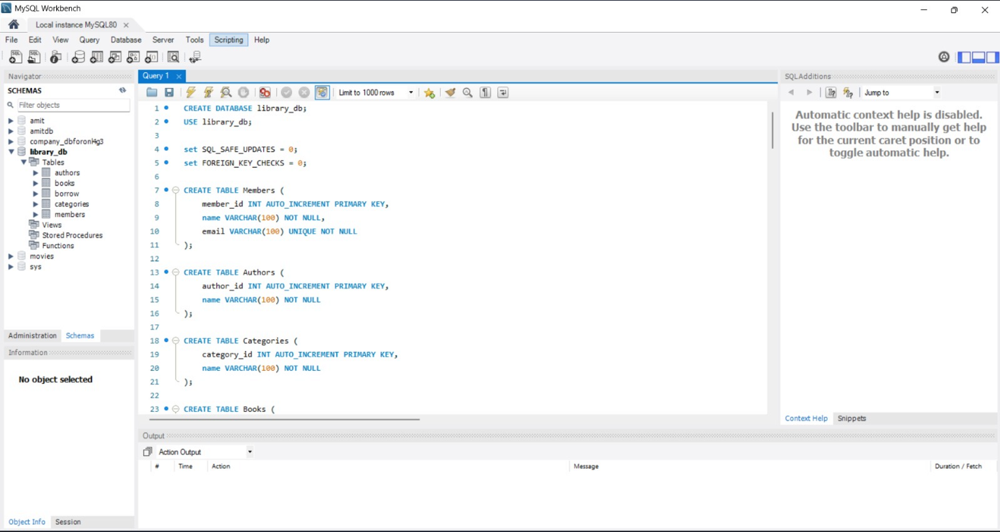 MySQL Workbench
Local instance MySQL80
File Edit View Query Database Server Tools Scripting Help
Navigator
SCHEMAS
Filter objects
amit
amitdb
company_dbforonl4g3
library_db
Tables
authors
books
borrow
categories
members
Views
Stored Procedures
Functions
movies
sys
Administration Schemas
Information
No object selected
Object Info Session
Query 1
Limit to 1000 rows
1 CREATE DATABASE library_db;
2 USE library_db;
3
4 set SQL_SAFE_UPDATES = 0;
5 set FOREIGN_KEY_CHECKS = 0;
6
7 CREATE TABLE Members (
8 member_id INT AUTO_INCREMENT PRIMARY KEY,
9 name VARCHAR(100) NOT NULL,
10 email VARCHAR(100) UNIQUE NOT NULL
11 );
12
13 CREATE TABLE Authors (
14 author_id INT AUTO_INCREMENT PRIMARY KEY,
15 name VARCHAR(100) NOT NULL
16 );
17
18 CREATE TABLE Categories (
19 category_id INT AUTO_INCREMENT PRIMARY KEY,
20 name VARCHAR(100) NOT NULL
21 );
22
23 CREATE TABLE Books (
SQLAdditions
Jump to
Automatic context help is disabled.
Use the toolbar to manually get help
for the current caret position or to
toggle automatic help.
Context Help Snippets
Output
Action Output
# Time Action Message Duration / Fetch